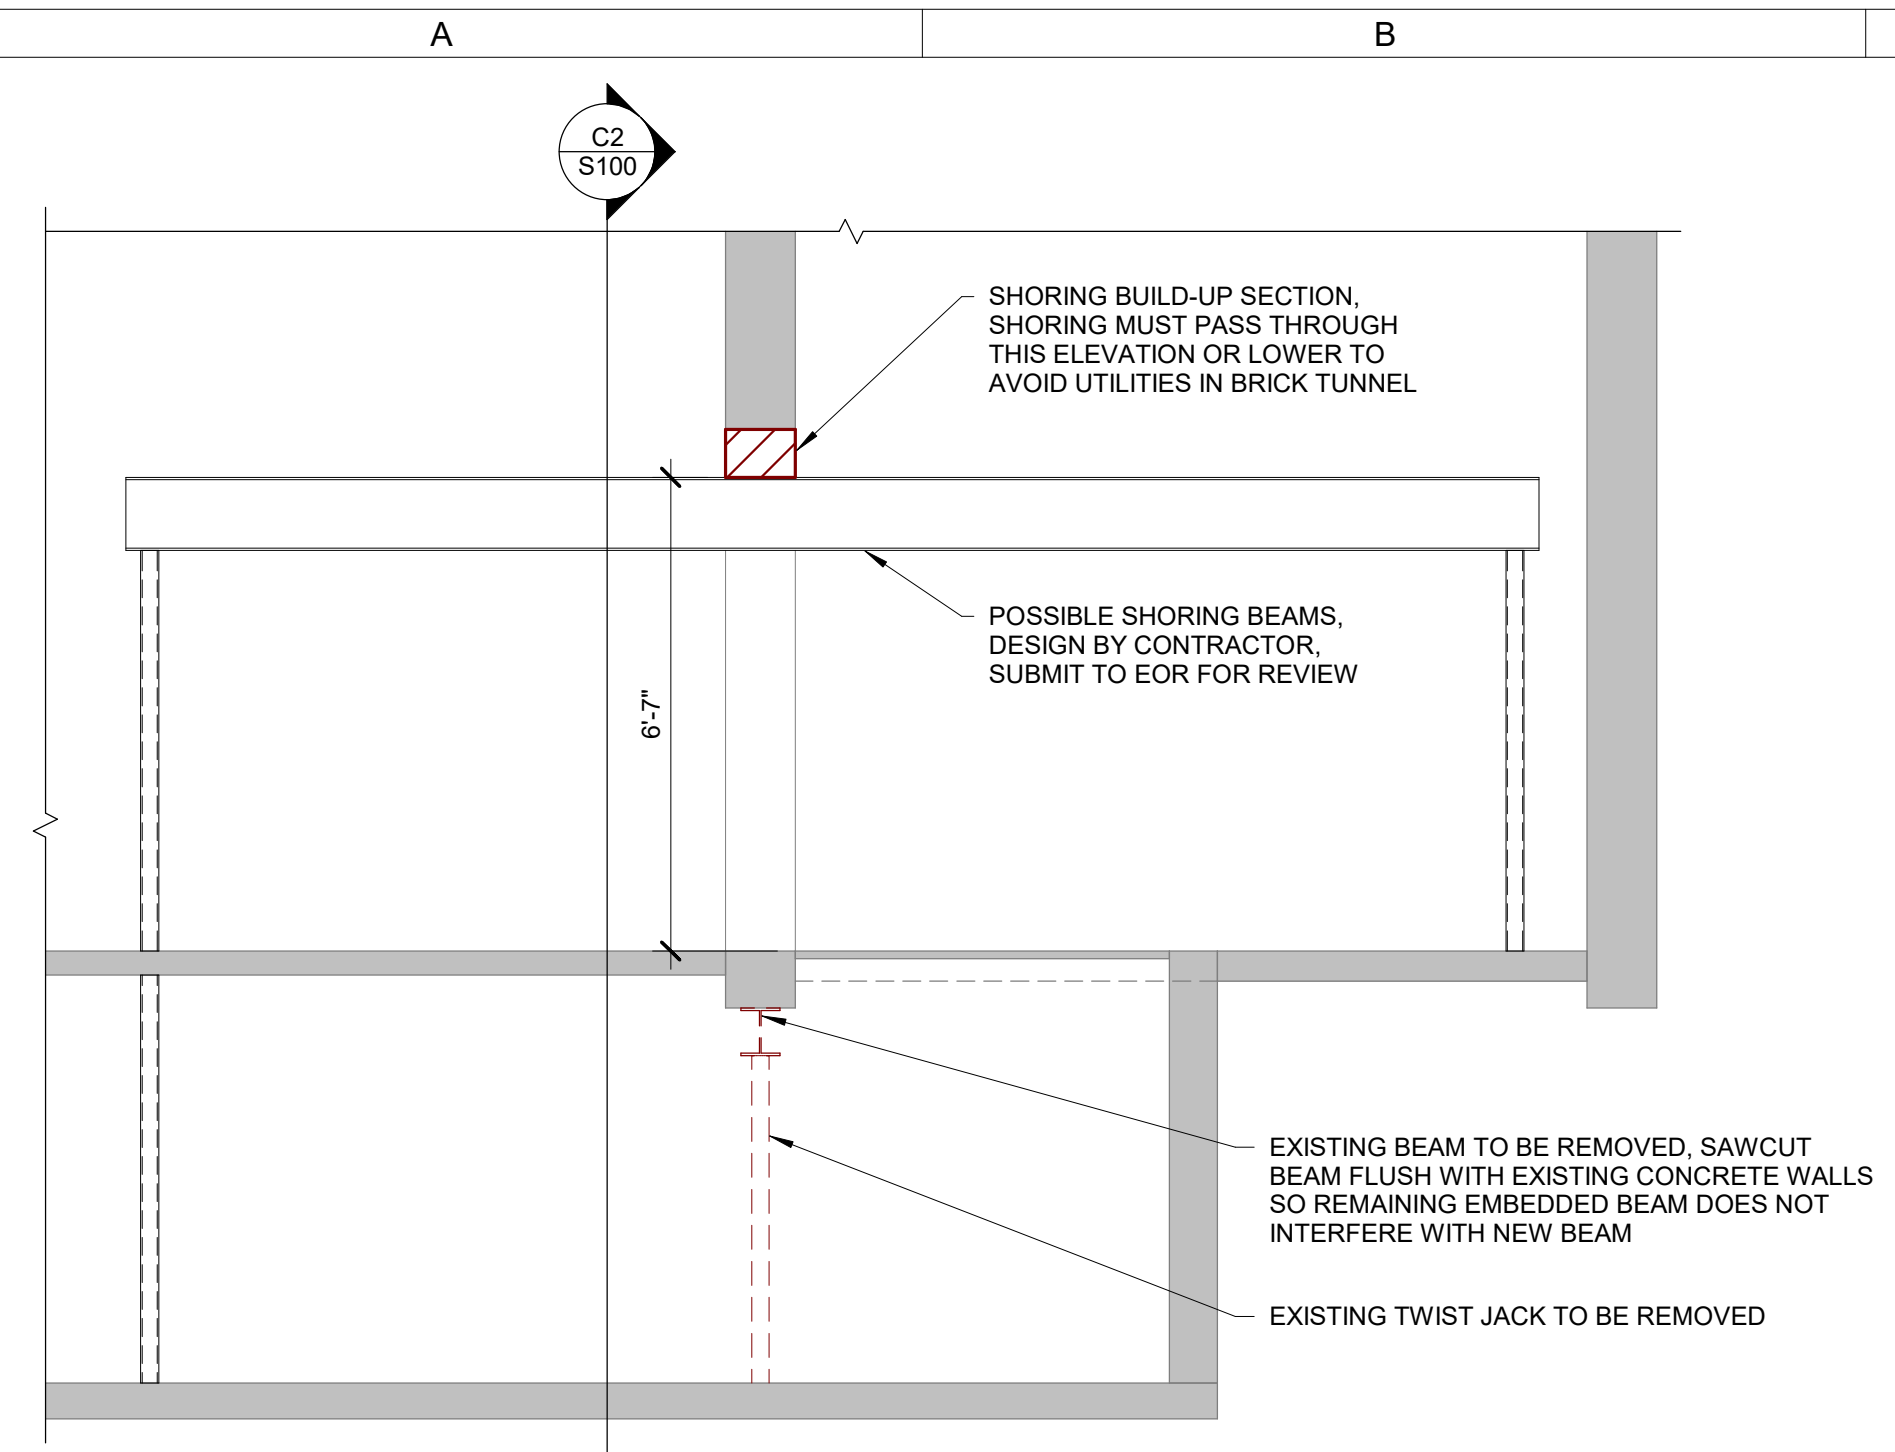 A
B
C2
S100
SHORING BUILD-UP SECTION,
SHORING MUST PASS THROUGH
THIS ELEVATION OR LOWER TO
AVOID UTILITIES IN BRICK TUNNEL
POSSIBLE SHORING BEAMS,
DESIGN BY CONTRACTOR,
SUBMIT TO EOR FOR REVIEW
6'-7"
EXISTING BEAM TO BE REMOVED, SAWCUT
BEAM FLUSH WITH EXISTING CONCRETE WALLS
SO REMAINING EMBEDDED BEAM DOES NOT
INTERFERE WITH NEW BEAM
EXISTING TWIST JACK TO BE REMOVED